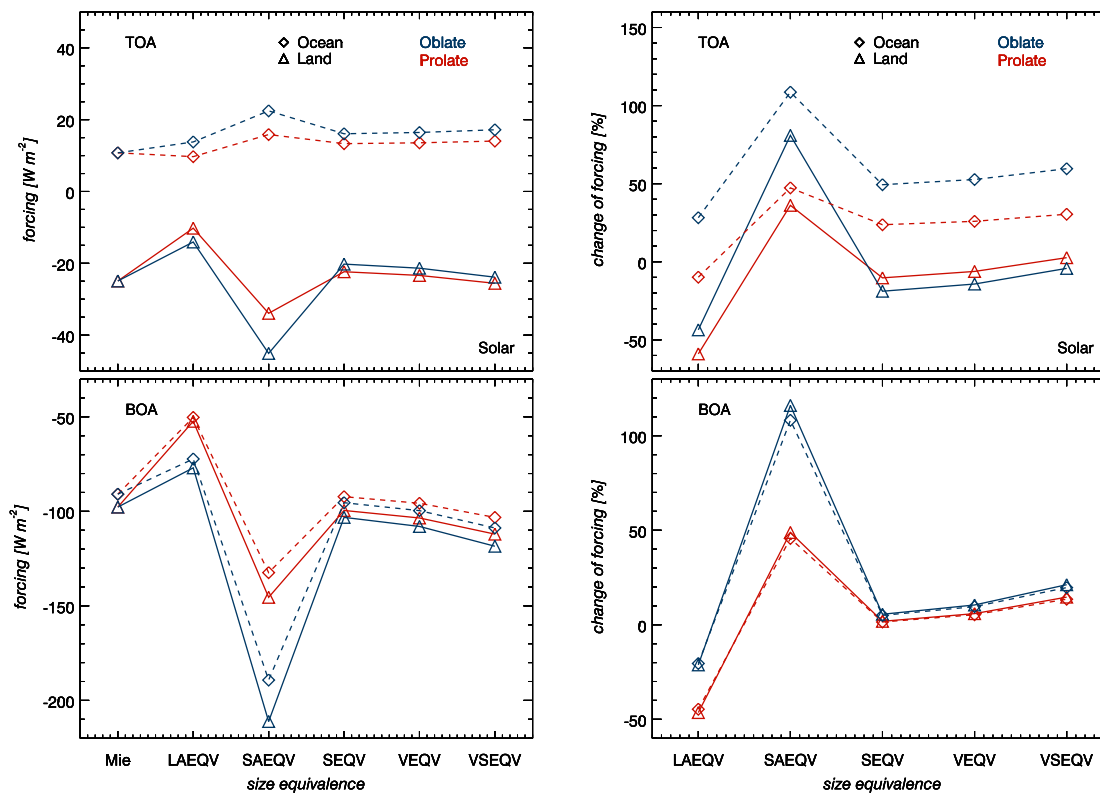 TOA
Ocean
Land
Oblate
Prolate
Solar
forcing [W m-2]
40
20
0
-20
-40
TOA
Ocean
Land
Oblate
Prolate
Solar
change of forcing [%]
100
50
0
-50
BOA
forcing [W m-2]
-50
-100
-150
-200
Mie LAEQV SAEQV SEQV VEQV VSEQV
size equivalence
BOA
change of forcing [%]
100
50
0
-50
LAEQV SAEQV SEQV VEQV VSEQV
size equivalence